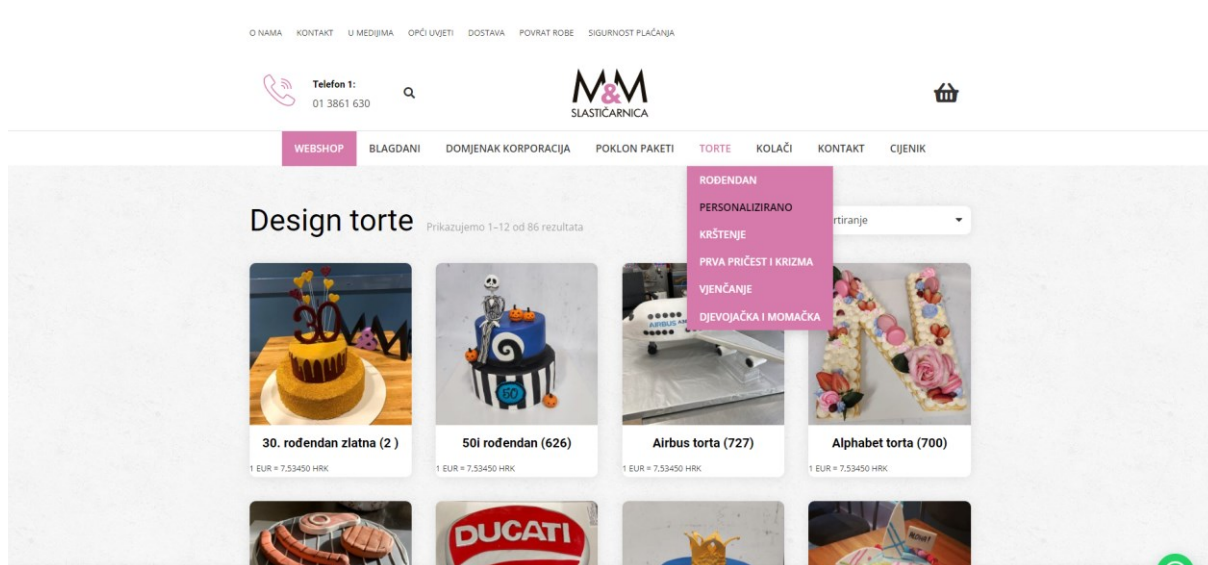 O NAMA KONTAKT U MEDIJIMA OPĆI UVJETI DOSTAVA POVRAT ROBE SIGURNOST PLAĆANJA
Telefon 1:
01 3861 630
M&M
SLASTIČARNICA
WEBSHOP BLAGDANI DOMJENAK KORPORACIJA POKLON PAKETI TORTE KOLAČI KONTAKT CIJENIK
ROĐENDAN
PERSONALIZIRANO
KRŠTENJE
PRVA PRIČEST I KRIZMA
VJENČANJE
DJEVOJAČKA I MOMAČKA
Design torte Prikazujemo 1–12 od 86 rezultata
rtiranje
30
50
AIRBUS
30. rođendan zlatna (2 ) 50i rođendan (626) Airbus torta (727) Alphabet torta (700)
1 EUR = 7,53450 HRK 1 EUR = 7,53450 HRK 1 EUR = 7,53450 HRK 1 EUR = 7,53450 HRK
DUCATI